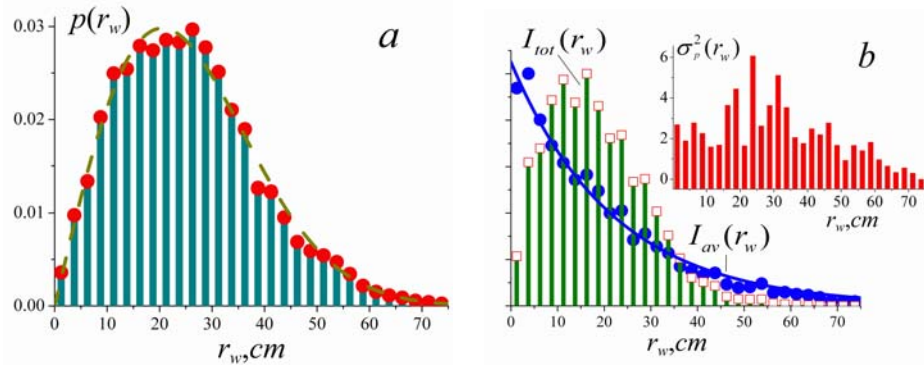 p(r_w)
a
0.03
0.02
0.01
0.00
0 10 20 30 40 50 60 70
r_w,cm
I_tot(r_w)
b
σ_p^2(r_w)
6
4
2
0
10 20 30 40 50 60 70
r_w,cm
I_av(r_w)
0 10 20 30 40 50 60 70
r_w,cm